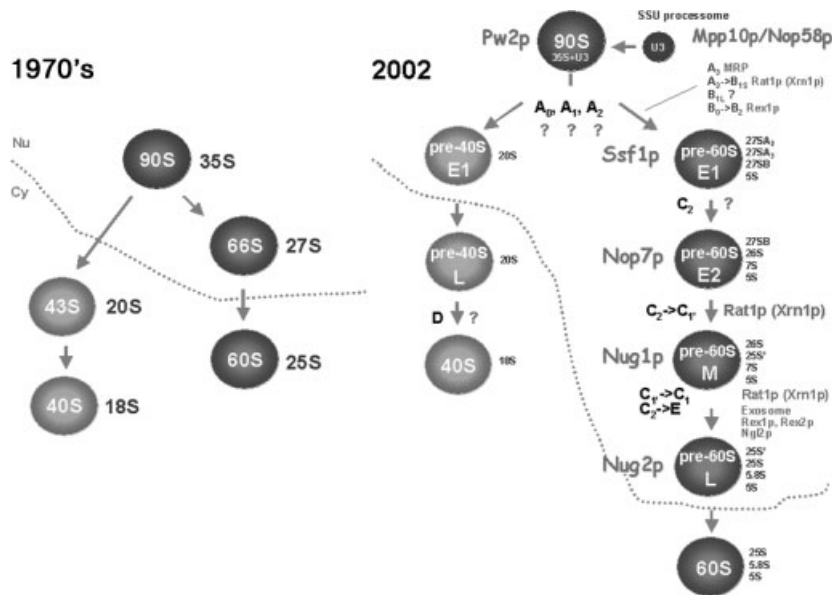 1970's
Nu
Cy
90S
35S
66S
27S
43S
20S
60S
25S
40S
18S
2002
SSU processome
Pw2p
90S
35S+U3
U3
Mpp10p/Nop58p
A₃ MRP
A₃->B₁S Rat1p (Xrn1p)
B₁L ?
B₀->B₂ Rex1p
A₀, A₁, A₂
? ? ?
pre-40S
E1
20S
Ssf1p
pre-60S
E1
27SA₂
27SA₃
27SB
5S
C₂ ?
pre-40S
L
20S
Nop7p
pre-60S
E2
27SB
26S
7S
5S
D ?
C₂->C₁' Rat1p (Xrn1p)
40S
18S
Nug1p
pre-60S
M
26S
25S'
7S
5S
C₁'->C₁
C₂->E
Rat1p (Xrn1p)
Exosome
Rex1p, Rex2p
Ngl2p
Nug2p
pre-60S
L
25S'
25S
5.8S
5S
60S
25S
5.8S
5S